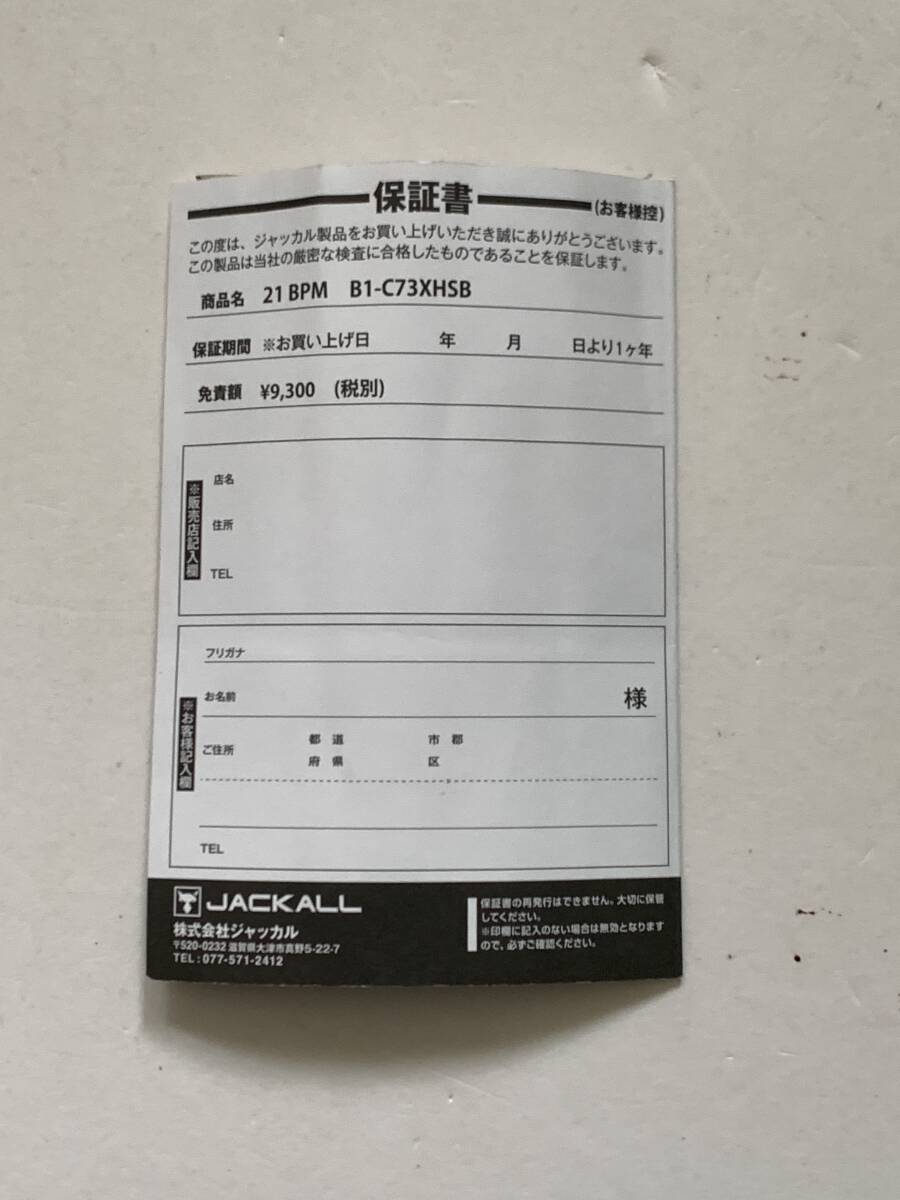 保証書
(お客様控)
この度は、ジャッカル製品をお買い上げいただき誠にありがとうございます。
この製品は当社の厳密な検査に合格したものであることを保証します。
商品名 21 BPM B1-C73XHSB
保証期間 ※お買い上げ日 年 月 日より1ヶ年
免責額 ¥9,300 (税別)
※販売店記入欄
店名
住所
TEL
※お客様記入欄
フリガナ
お名前 様
ご住所 都 道 市 郡
府 県 区
TEL
JACKALL
株式会社ジャッカル
〒520-0232 滋賀県大津市真野5-22-7
TEL:077-571-2412
保証書の再発行はできません。大切に保管
してください。
※印欄に記入のない場合は無効となります
ので、必ずご確認ください。